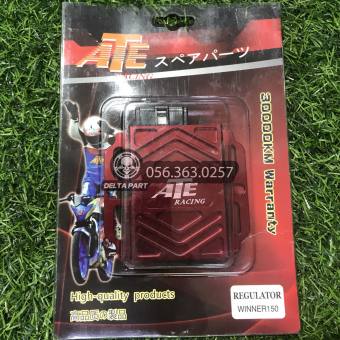 ATE
RACING
スペアパーツ
30000KM Warranty
DELTA PART
056.363.0257
ATE
RACING
High-quality products
高品质の製品
REGULATOR
WINNER150